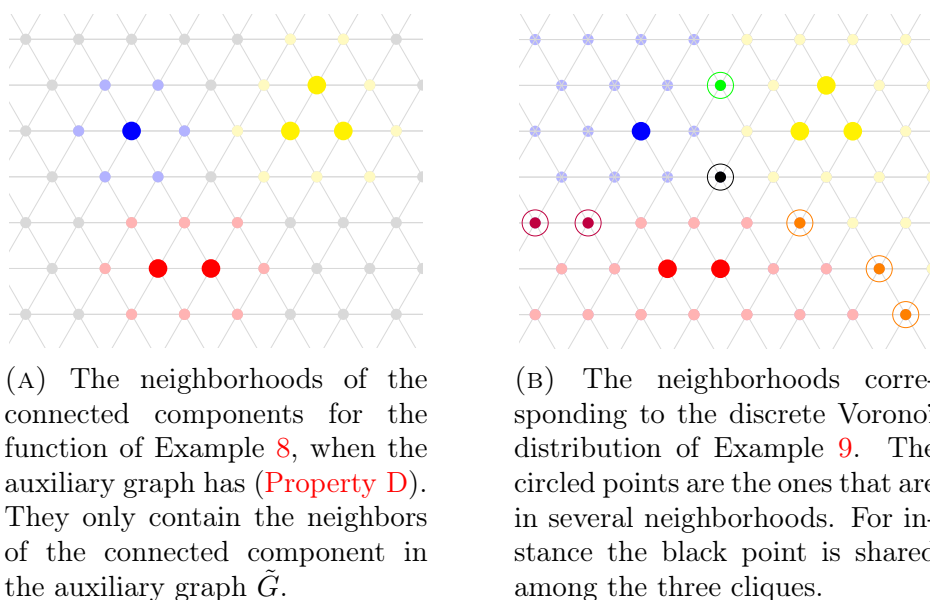 (A) The neighborhoods of the
connected components for the
function of Example 8, when the
auxiliary graph has (Property D).
They only contain the neighbors
of the connected component in
the auxiliary graph G̃.
(B) The neighborhoods corre-
sponding to the discrete Voronoï
distribution of Example 9. The
circled points are the ones that are
in several neighborhoods. For in-
stance the black point is shared
among the three cliques.